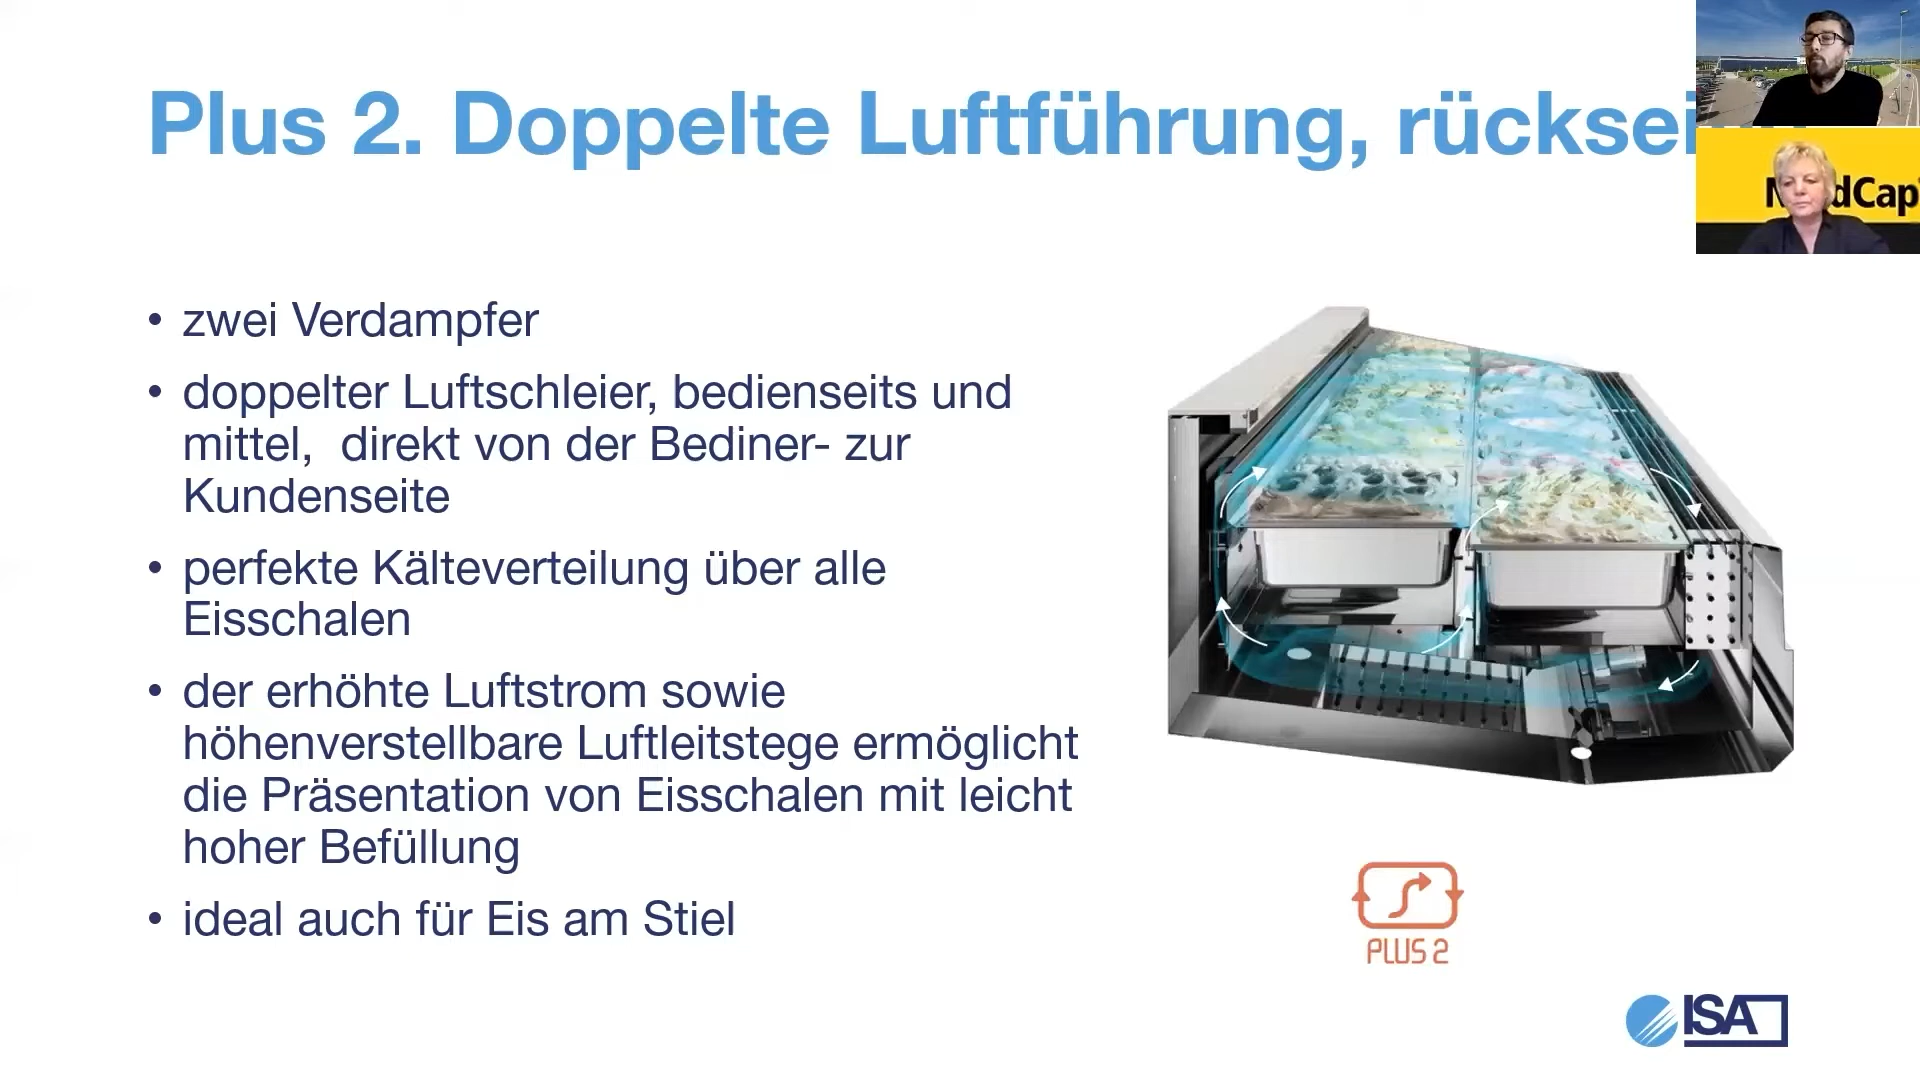 Plus 2. Doppelte Luftführung,
• zwei Verdampfer
• doppelter Luftschleier, bedienseits und
mittel,  direkt von der Bediner- zur
Kundenseite
• perfekte Kälteverteilung über alle
Eisschalen
• der erhöhte Luftstrom sowie
höhenverstellbare Luftleitstege ermöglicht
die Präsentation von Eisschalen mit leicht
hoher Befüllung
• ideal auch für Eis am Stiel
PLUS 2
ISA